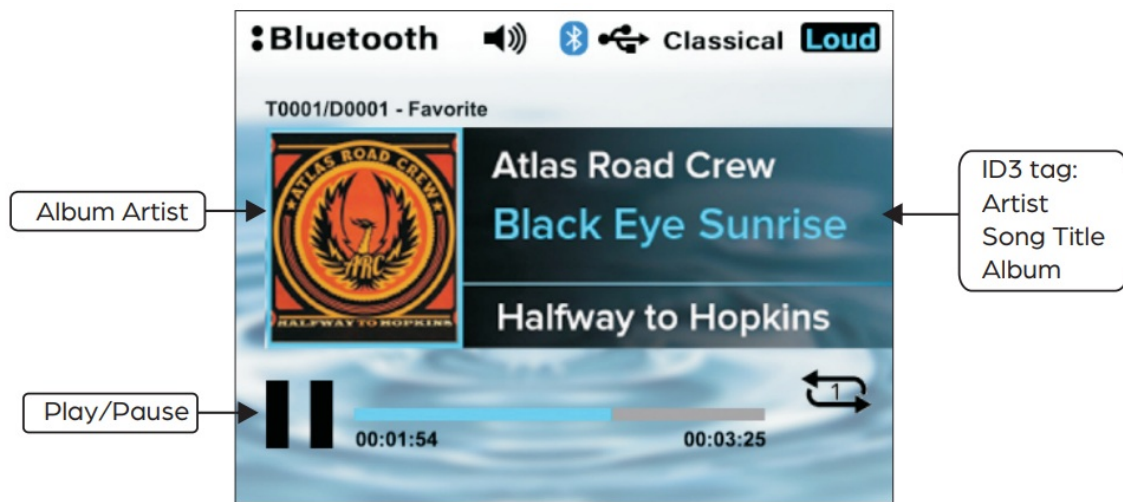 Bluetooth Classical Loud
T0001/D0001 - Favorite
ATLAS ROAD CREW
ARC
HALFWAY TO HOPKINS
Atlas Road Crew
Black Eye Sunrise
Halfway to Hopkins
1
00:01:54 00:03:25
Album Artist
Play/Pause
ID3 tag:
Artist
Song Title
Album